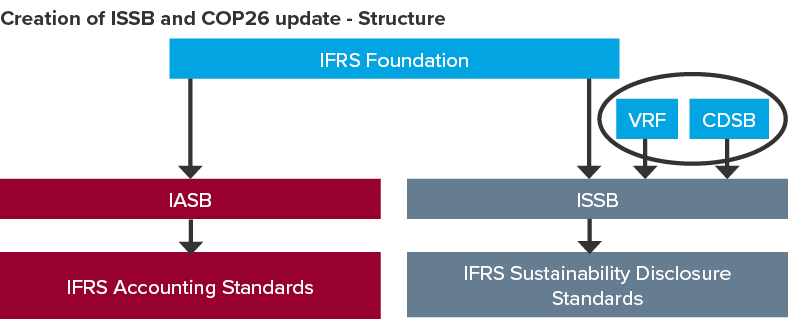 Creation of ISSB and COP26 update - Structure
IFRS Foundation
VRF
CDSB
IASB
ISSB
IFRS Accounting Standards
IFRS Sustainability Disclosure
Standards